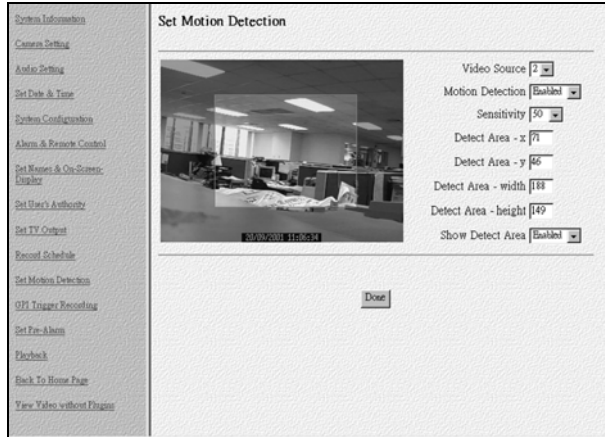 System Information
Camera Setting
Audio Setting
Set Date & Time
System Configuration
Alarm & Remote Control
Set Names & On-Screen-
Display
Set User's Authority
Set TV Output
Record Schedule
Set Motion Detection
GPI Trigger Recording
Set Pre-Alarm
Playback
Back To Home Page
View Video without Plugins
Set Motion Detection
Video Source 2
Motion Detection Enabled
Sensitivity 50
Detect Area - x 71
Detect Area - y 46
Detect Area - width 188
Detect Area - height 149
Show Detect Area Enabled
20/09/2001 11:06:34
Done